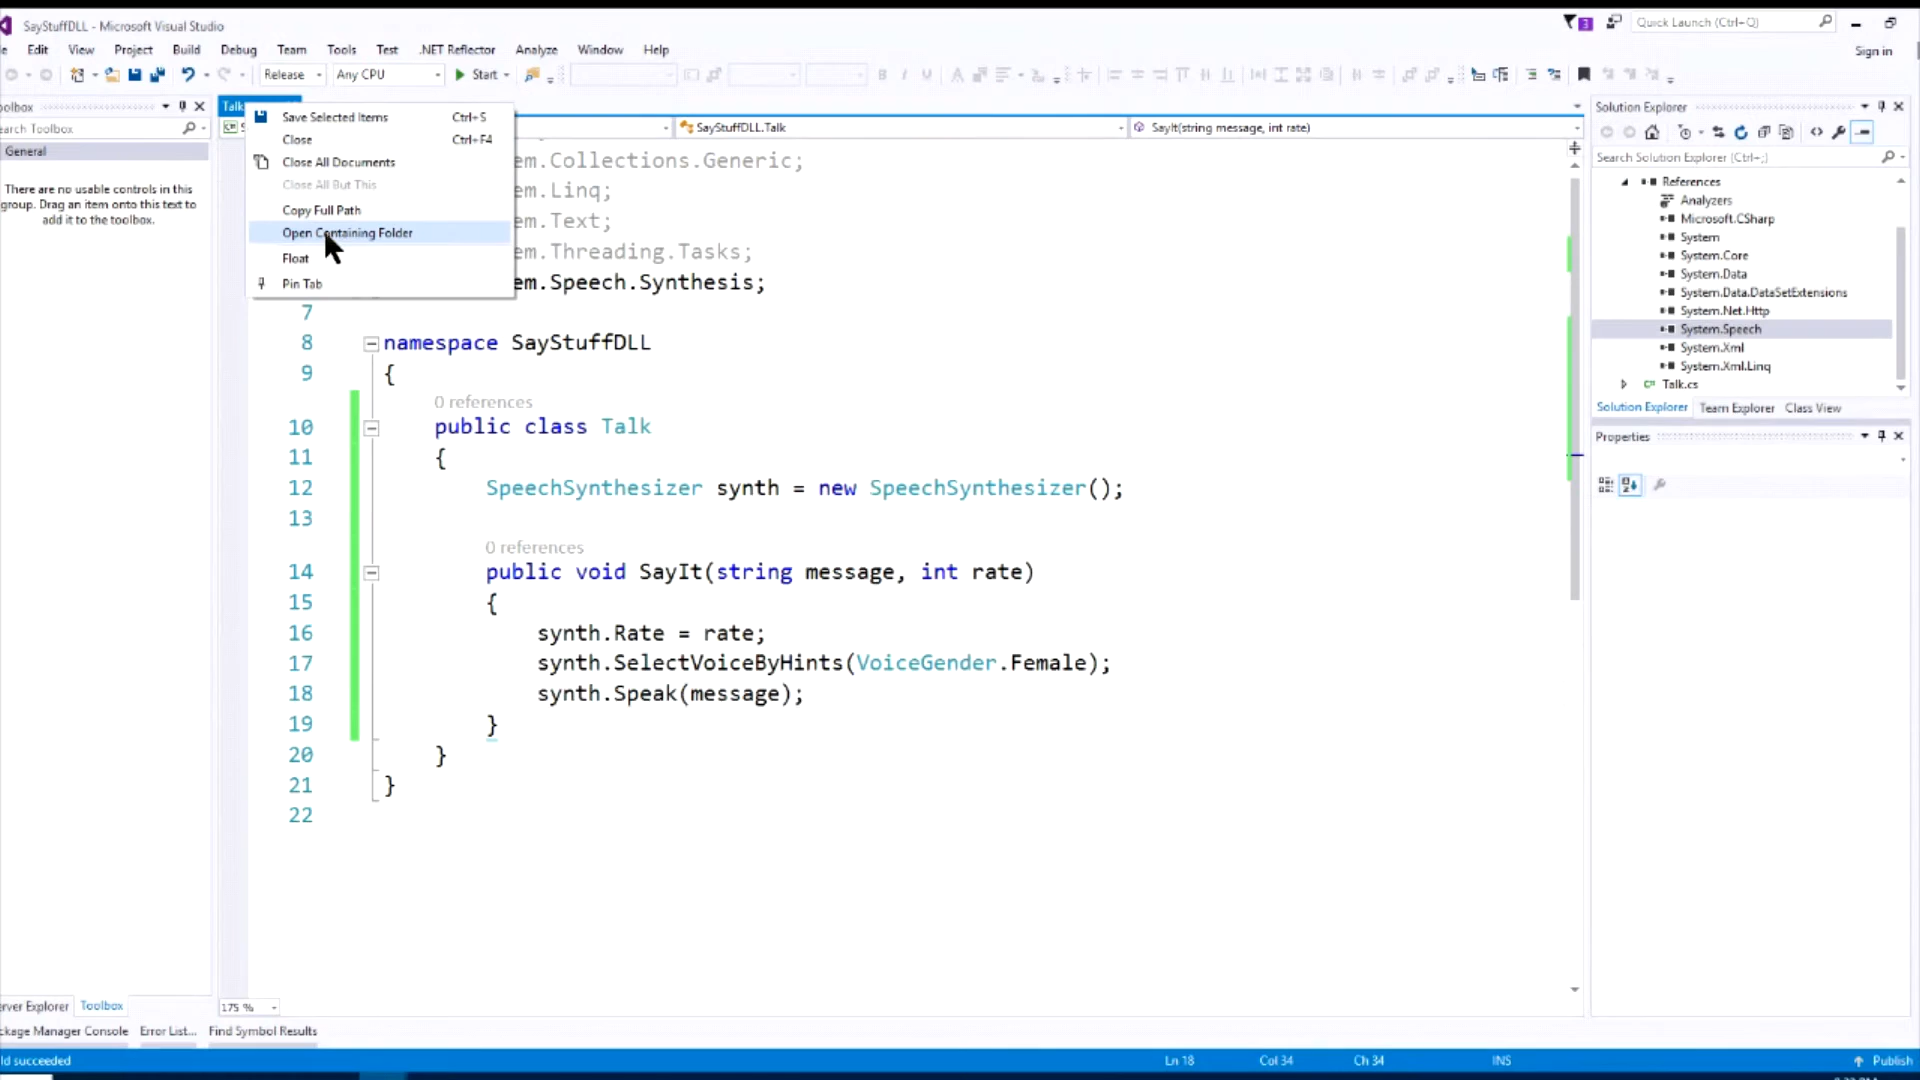 SayStuffDLL - Microsoft Visual Studio
3
Quick Launch (Ctrl+Q)
e Edit View Project Build Debug Team Tools Test .NET Reflector Analyze Window Help
Sign in
Release Any CPU Start
oolbox
earch Toolbox
General
There are no usable controls in this
group. Drag an item onto this text to
add it to the toolbox.
Talk
Save Selected Items Ctrl+S
Close Ctrl+F4
Close All Documents
Close All But This
Copy Full Path
Open Containing Folder
Float
Pin Tab
SayStuffDLL.Talk
SayIt(string message, int rate)
em.Collections.Generic;
em.Linq;
em.Text;
em.Threading.Tasks;
em.Speech.Synthesis;
7
8 namespace SayStuffDLL
9 {
0 references
10 public class Talk
11 {
12 SpeechSynthesizer synth = new SpeechSynthesizer();
13
0 references
14 public void SayIt(string message, int rate)
15 {
16 synth.Rate = rate;
17 synth.SelectVoiceByHints(VoiceGender.Female);
18 synth.Speak(message);
19 }
20 }
21 }
22
175 %
Solution Explorer
Search Solution Explorer (Ctrl+;)
References
Analyzers
Microsoft.CSharp
System
System.Core
System.Data
System.Data.DataSetExtensions
System.Net.Http
System.Speech
System.Xml
System.Xml.Linq
C# Talk.cs
Solution Explorer Team Explorer Class View
Properties
erver Explorer Toolbox
ckage Manager Console Error List... Find Symbol Results
ld succeeded
Ln 18 Col 34 Ch 34 INS
Publish